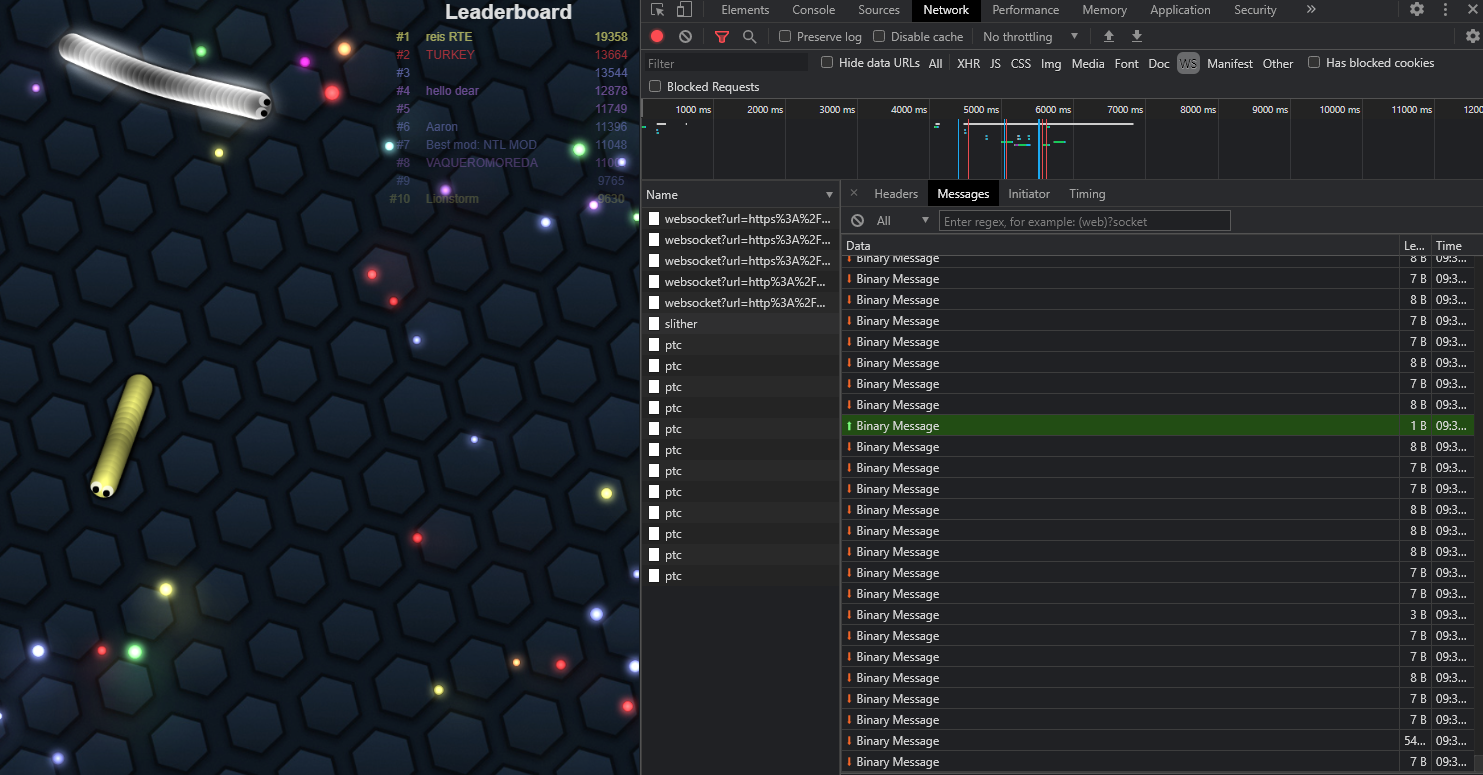 Leaderboard
#1 reis RTE 19358
#2 TURKEY 13664
#3 13544
#4 hello dear 12878
#5 11749
#6 Aaron 11396
#7 Best mod: NTL MOD 11048
#8 VAQUEROMOREDA
#9 9765
#10 Lionstorm 9630
Elements Console Sources Network Performance Memory Application Security »
Preserve log Disable cache No throttling
Filter Hide data URLs All XHR JS CSS Img Media Font Doc WS Manifest Other Has blocked cookies
Blocked Requests
1000 ms 2000 ms 3000 ms 4000 ms 5000 ms 6000 ms 7000 ms 8000 ms 9000 ms 10000 ms 11000 ms 1200
Name
websocket?url=https%3A%2F...
websocket?url=https%3A%2F...
websocket?url=https%3A%2F...
websocket?url=http%3A%2F...
websocket?url=http%3A%2F...
slither
ptc
ptc
ptc
ptc
ptc
ptc
ptc
ptc
ptc
ptc
ptc
ptc
× Headers Messages Initiator Timing
All Enter regex, for example: (web)?socket
Data Le... Time
Binary Message 8 B 09:3...
Binary Message 7 B 09:3...
Binary Message 8 B 09:3...
Binary Message 7 B 09:3...
Binary Message 7 B 09:3...
Binary Message 8 B 09:3...
Binary Message 7 B 09:3...
Binary Message 8 B 09:3...
Binary Message 1 B 09:3...
Binary Message 8 B 09:3...
Binary Message 7 B 09:3...
Binary Message 7 B 09:3...
Binary Message 8 B 09:3...
Binary Message 8 B 09:3...
Binary Message 8 B 09:3...
Binary Message 7 B 09:3...
Binary Message 7 B 09:3...
Binary Message 3 B 09:3...
Binary Message 7 B 09:3...
Binary Message 7 B 09:3...
Binary Message 8 B 09:3...
Binary Message 7 B 09:3...
Binary Message 7 B 09:3...
Binary Message 54... 09:3...
Binary Message 7 B 09:3...